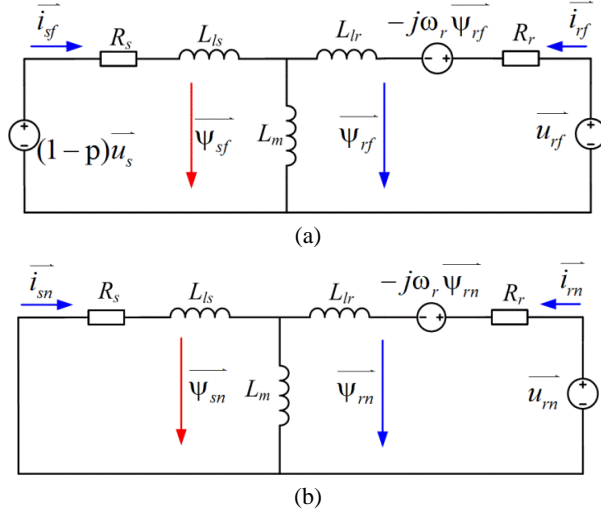 i_sf R_s L_ls L_lr -jω_r ψ_rf R_r i_rf
(1-p)u_s ψ_sf L_m ψ_rf u_rf
(a)
i_sn R_s L_ls L_lr -jω_r ψ_rn R_r i_rn
ψ_sn L_m ψ_rn u_rn
(b)